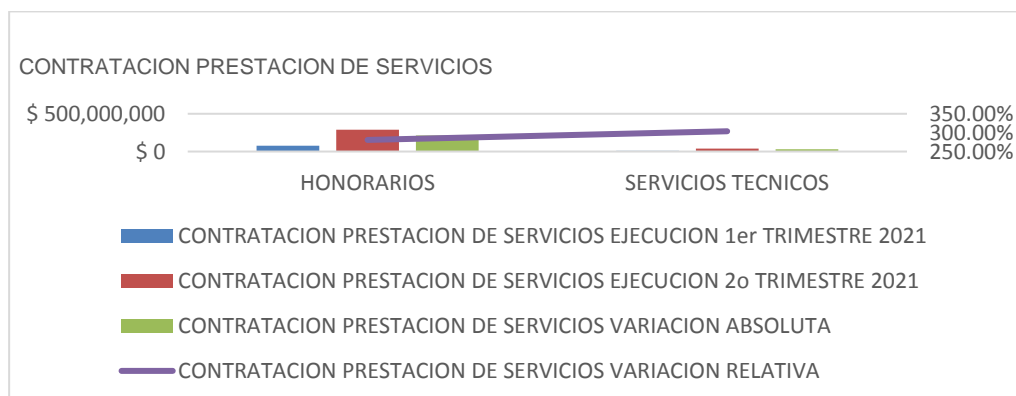 CONTRATACION PRESTACION DE SERVICIOS
$ 500,000,000
$ 0
350.00%
300.00%
250.00%
HONORARIOS
SERVICIOS TECNICOS
CONTRATACION PRESTACION DE SERVICIOS EJECUCION 1er TRIMESTRE 2021
CONTRATACION PRESTACION DE SERVICIOS EJECUCION 2o TRIMESTRE 2021
CONTRATACION PRESTACION DE SERVICIOS VARIACION ABSOLUTA
CONTRATACION PRESTACION DE SERVICIOS VARIACION RELATIVA